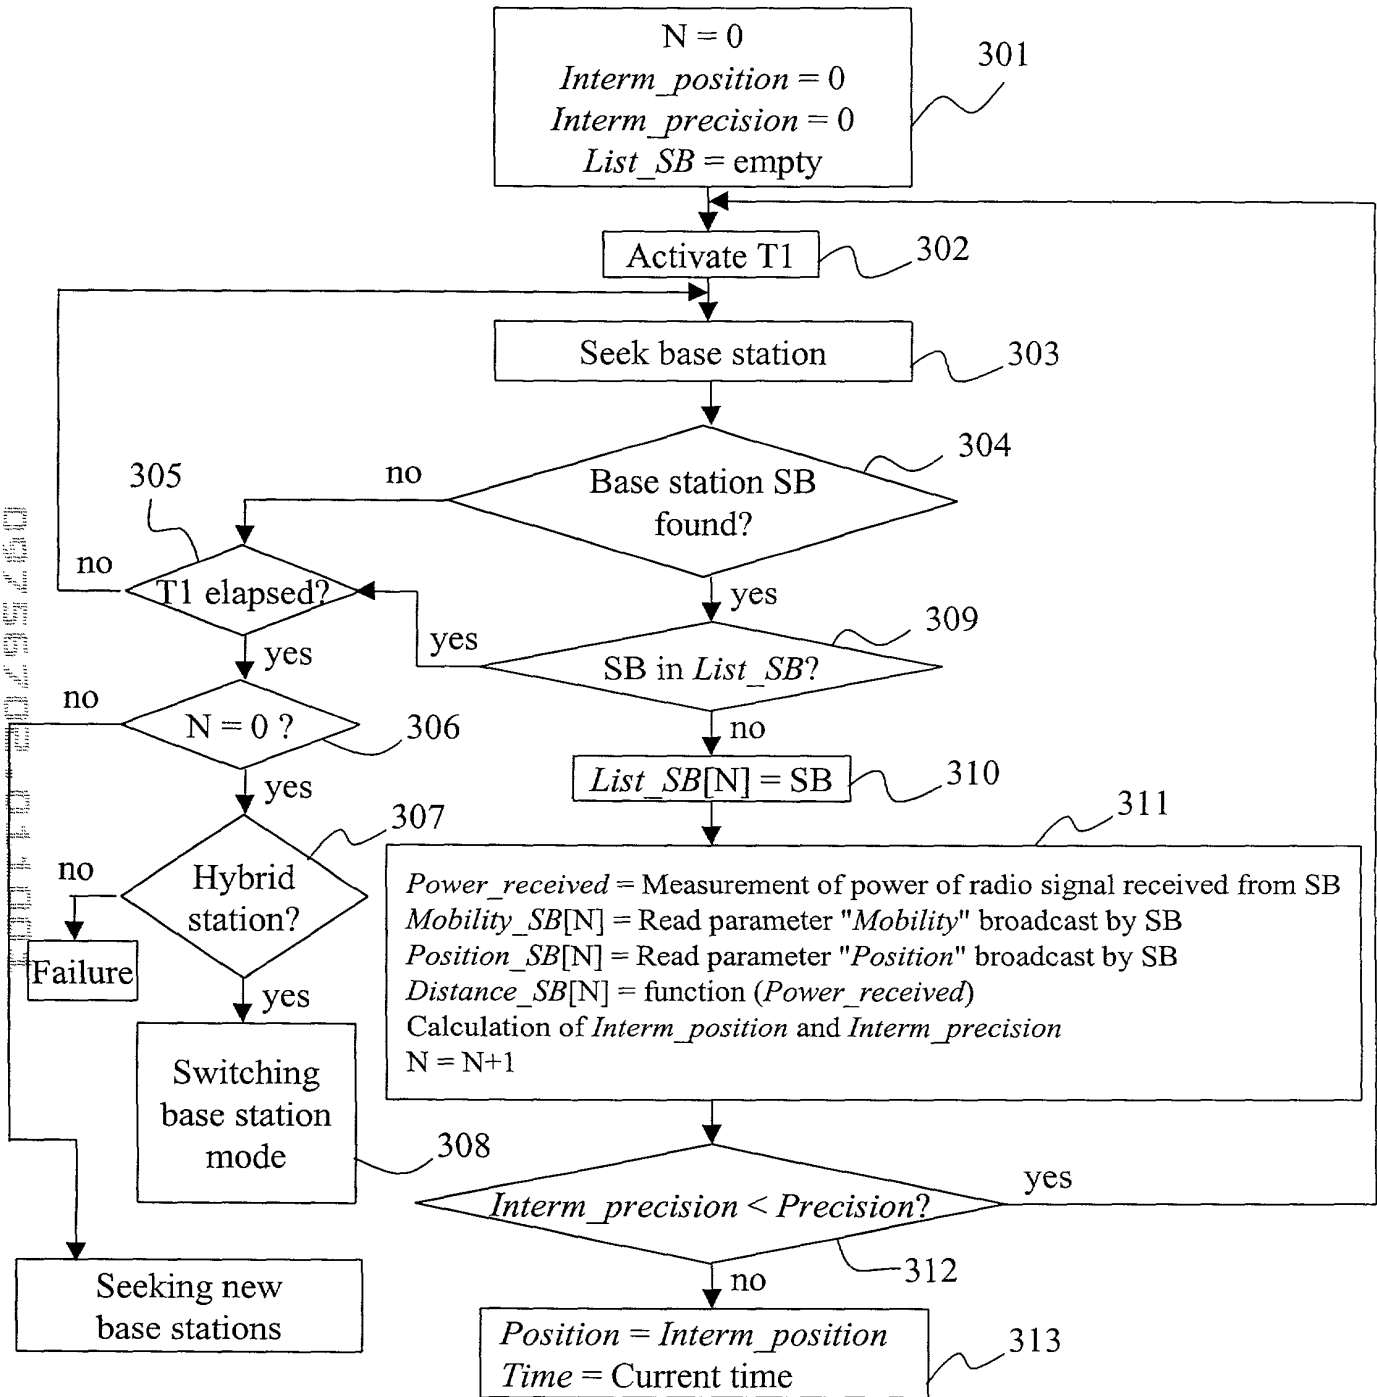 N = 0
Interm_position = 0
Interm_precision = 0
List_SB = empty
301
Activate T1
302
Seek base station
303
304
Base station SB
found?
no
305
no
T1 elapsed?
yes
yes
309
SB in List_SB?
yes
no
no
N = 0 ?
306
List_SB[N] = SB
310
yes
307
311
no
Hybrid
station?
Failure
yes
Power_received = Measurement of power of radio signal received from SB
Mobility_SB[N] = Read parameter "Mobility" broadcast by SB
Position_SB[N] = Read parameter "Position" broadcast by SB
Distance_SB[N] = function (Power_received)
Calculation of Interm_position and Interm_precision
N = N+1
Switching
base station
mode
308
Interm_precision < Precision?
yes
312
no
Seeking new
base stations
Position = Interm_position
Time = Current time
313